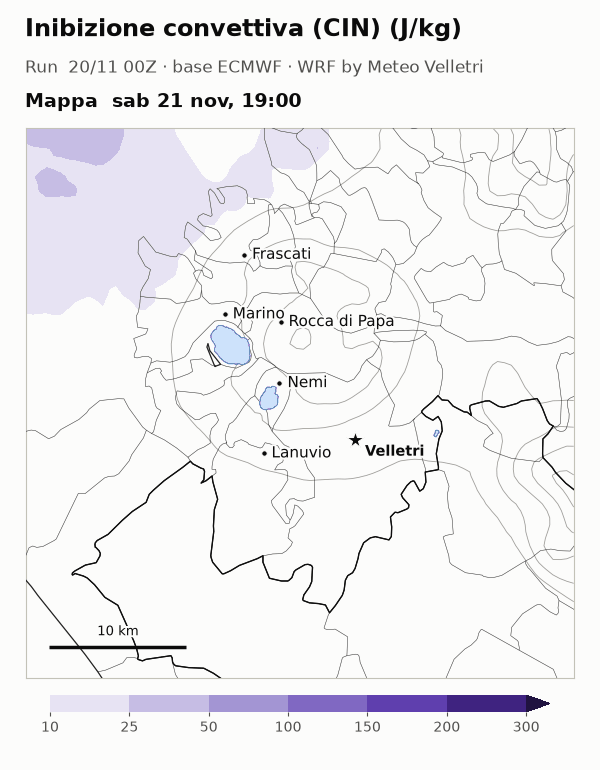 Inibizione convettiva (CIN) (J/kg)
Run  20/11 00Z · base ECMWF · WRF by Meteo Velletri
Mappa  sab 21 nov, 19:00
Frascati
Marino
Rocca di Papa
Nemi
Velletri
Lanuvio
10 km
10 25 50 100 150 200 300